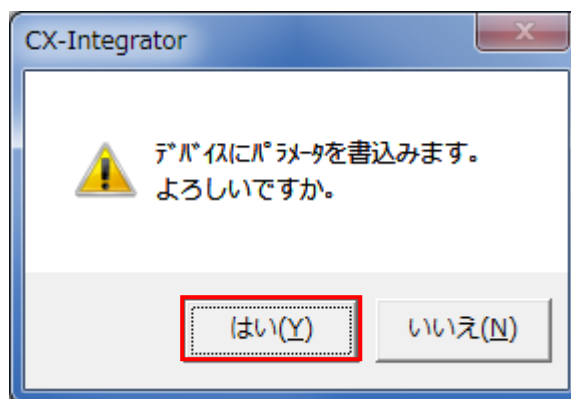 CX-Integrator
ﾃﾞﾊﾞｲｽにﾊﾟﾗﾒｰﾀを書込みます。
よろしいですか。
はい(Y)
いいえ(N)